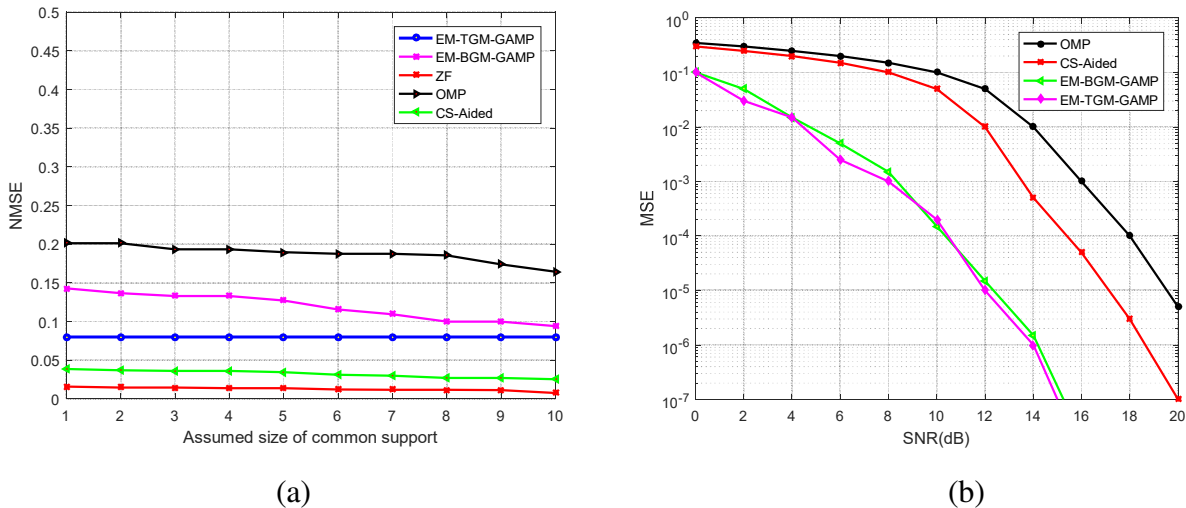 0.5
0.45
0.4
0.35
0.3
0.25
0.2
0.15
0.1
0.05
0
NMSE
EM-TGM-GAMP
EM-BGM-GAMP
ZF
OMP
CS-Aided
1 2 3 4 5 6 7 8 9 10
Assumed size of common support
(a)
10^0
10^-1
10^-2
10^-3
10^-4
10^-5
10^-6
10^-7
MSE
OMP
CS-Aided
EM-BGM-GAMP
EM-TGM-GAMP
0 2 4 6 8 10 12 14 16 18 20
SNR(dB)
(b)